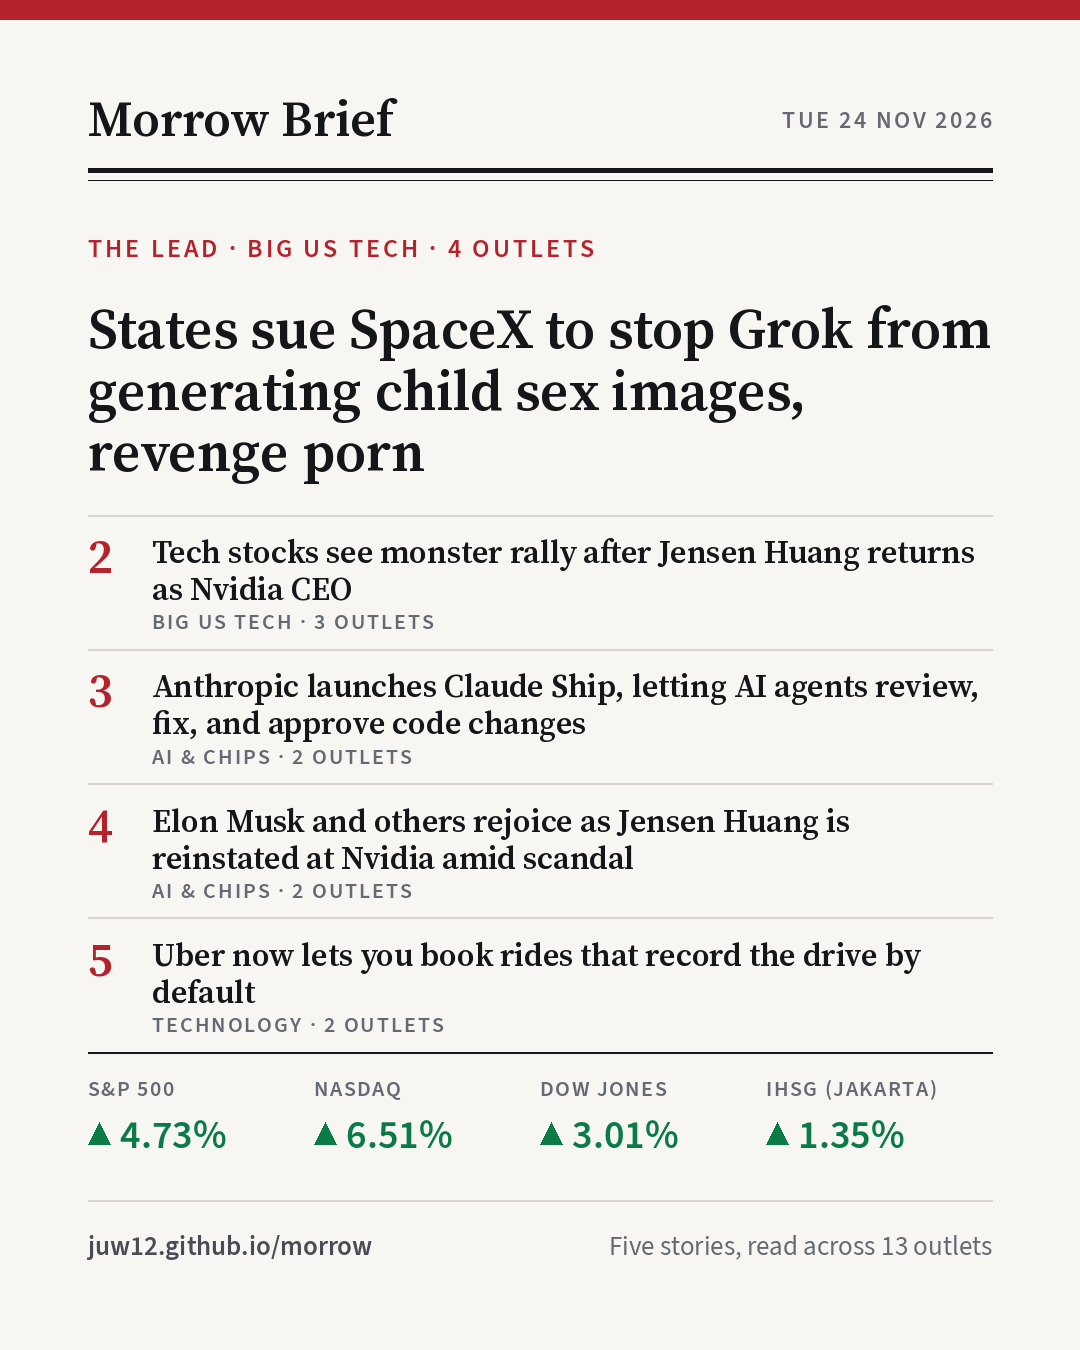 Morrow Brief
TUE 24 NOV 2026
THE LEAD · BIG US TECH · 4 OUTLETS
States sue SpaceX to stop Grok from
generating child sex images,
revenge porn
2
Tech stocks see monster rally after Jensen Huang returns
as Nvidia CEO
BIG US TECH · 3 OUTLETS
3
Anthropic launches Claude Ship, letting AI agents review,
fix, and approve code changes
AI & CHIPS · 2 OUTLETS
4
Elon Musk and others rejoice as Jensen Huang is
reinstated at Nvidia amid scandal
AI & CHIPS · 2 OUTLETS
5
Uber now lets you book rides that record the drive by
default
TECHNOLOGY · 2 OUTLETS
S&P 500 NASDAQ DOW JONES IHSG (JAKARTA)
▲ 4.73% ▲ 6.51% ▲ 3.01% ▲ 1.35%
juw12.github.io/morrow
Five stories, read across 13 outlets